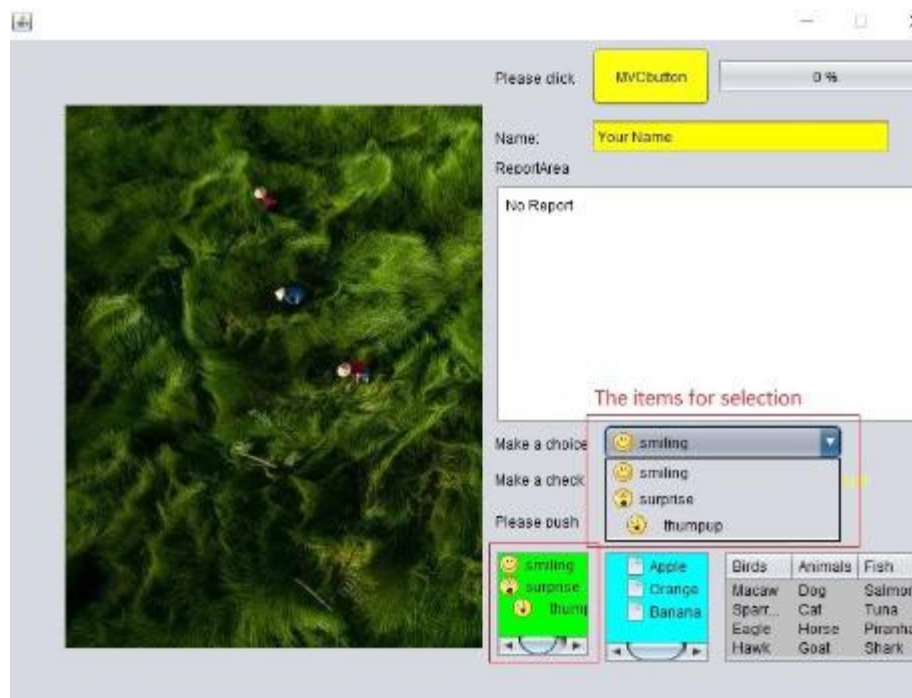 Please click
MVCbutton
0 %
Name:
Your Name
ReportArea
No Report
The items for selection
Make a choice
smiling
smiling
Make a check
surprise
Please push
thumpup
smiling
surprise
thump
Apple
Orange
Banana
Birds Animals Fish
Macaw Dog Salmon
Sparr... Cat Tuna
Eagle Horse Piranha
Hawk Goat Shark